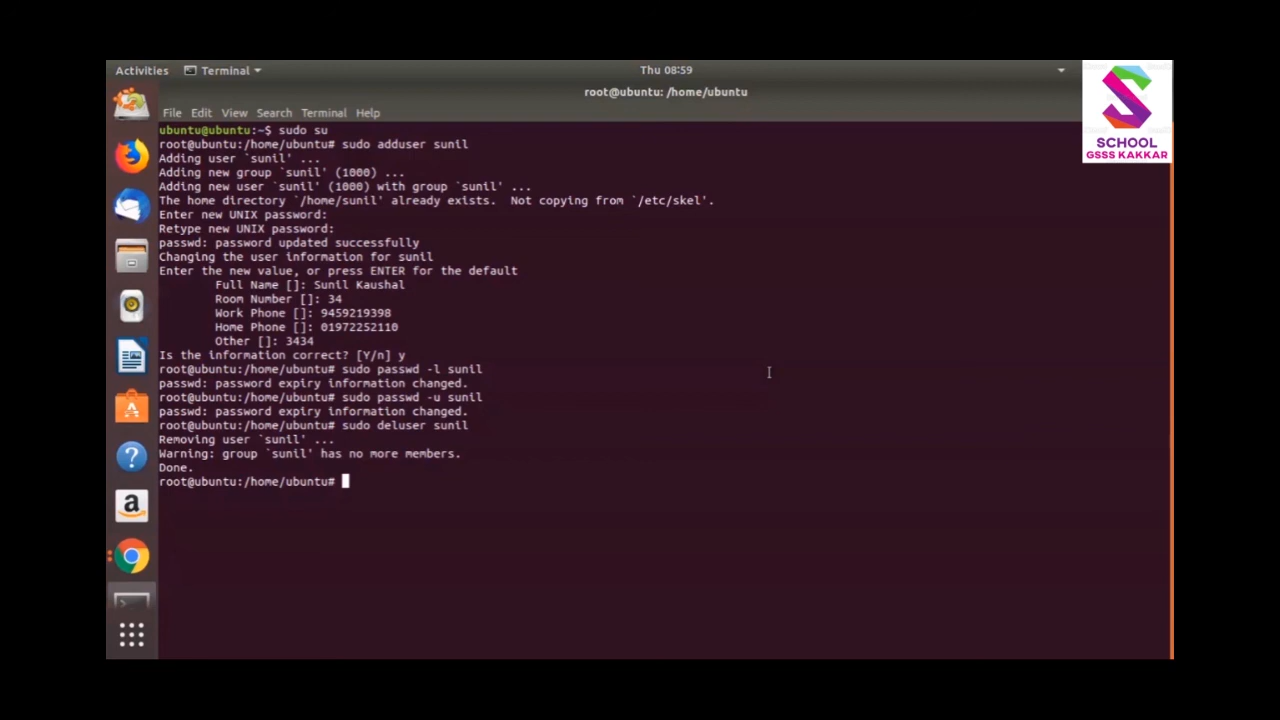 Activities Terminal Thu 08:59
root@ubuntu: /home/ubuntu
File Edit View Search Terminal Help
ubuntu@ubuntu:~$ sudo su
root@ubuntu:/home/ubuntu# sudo adduser sunil
Adding user `sunil' ...
Adding new group `sunil' (1000) ...
Adding new user `sunil' (1000) with group `sunil' ...
The home directory `/home/sunil' already exists.  Not copying from `/etc/skel'.
Enter new UNIX password:
Retype new UNIX password:
passwd: password updated successfully
Changing the user information for sunil
Enter the new value, or press ENTER for the default
Full Name []: Sunil Kaushal
Room Number []: 34
Work Phone []: 9459219398
Home Phone []: 01972252110
Other []: 3434
Is the information correct? [Y/n] y
root@ubuntu:/home/ubuntu# sudo passwd -l sunil
passwd: password expiry information changed.
root@ubuntu:/home/ubuntu# sudo passwd -u sunil
passwd: password expiry information changed.
root@ubuntu:/home/ubuntu# sudo deluser sunil
Removing user `sunil' ...
Warning: group `sunil' has no more members.
Done.
root@ubuntu:/home/ubuntu#
SCHOOL
GSSS KAKKAR